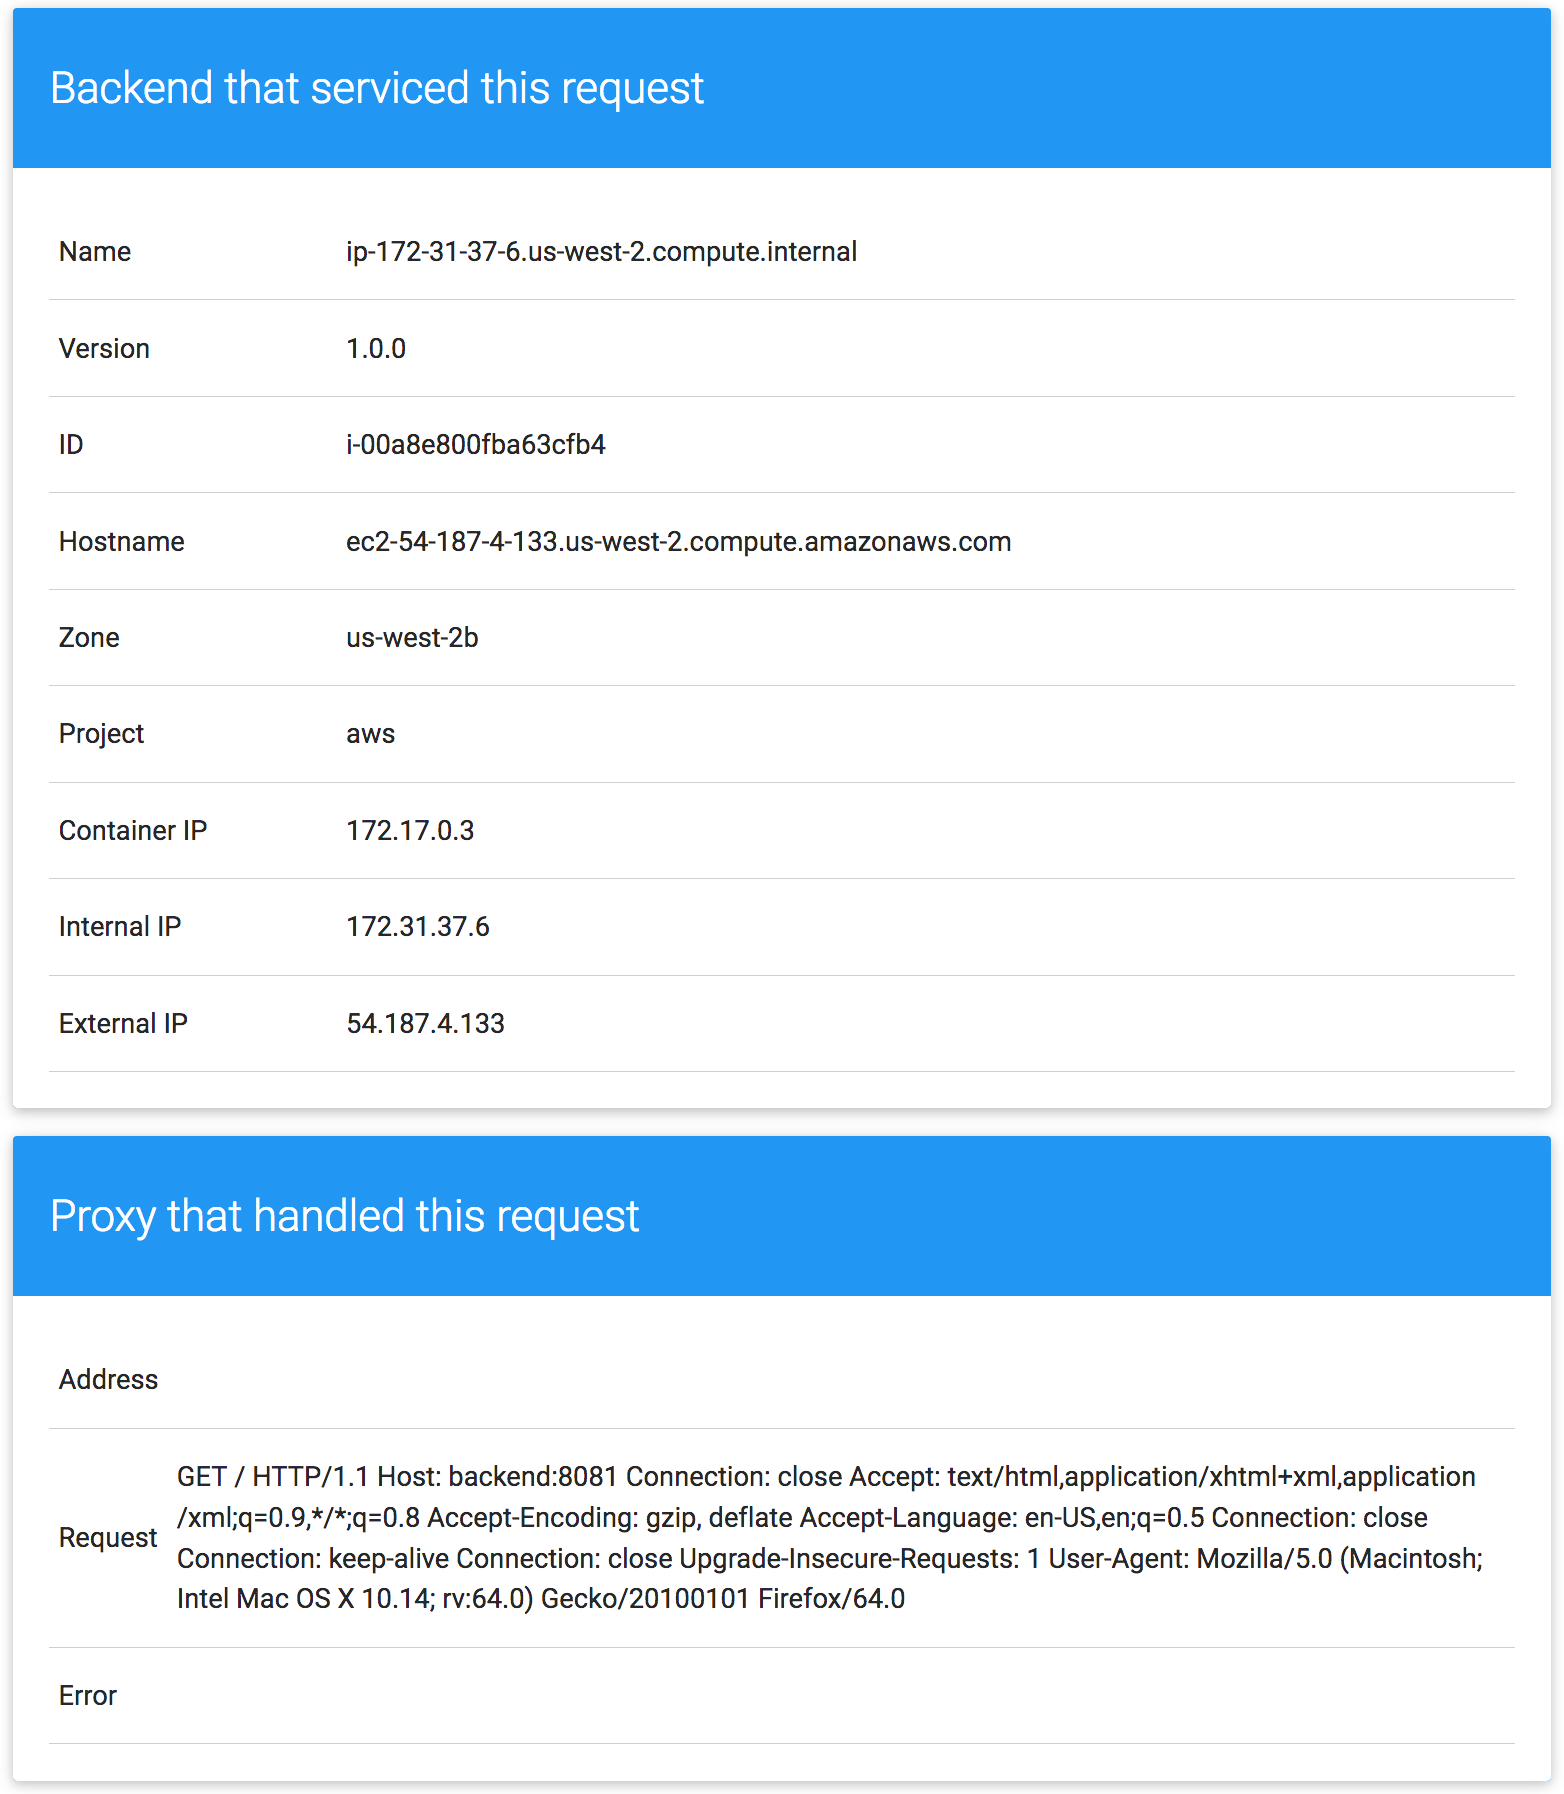 Backend that serviced this request
Name ip-172-31-37-6.us-west-2.compute.internal
Version 1.0.0
ID i-00a8e800fba63cfb4
Hostname ec2-54-187-4-133.us-west-2.compute.amazonaws.com
Zone us-west-2b
Project aws
Container IP 172.17.0.3
Internal IP 172.31.37.6
External IP 54.187.4.133
Proxy that handled this request
Address
Request
GET / HTTP/1.1 Host: backend:8081 Connection: close Accept: text/html,application/xhtml+xml,application
/xml;q=0.9,*/*;q=0.8 Accept-Encoding: gzip, deflate Accept-Language: en-US,en;q=0.5 Connection: close
Connection: keep-alive Connection: close Upgrade-Insecure-Requests: 1 User-Agent: Mozilla/5.0 (Macintosh;
Intel Mac OS X 10.14; rv:64.0) Gecko/20100101 Firefox/64.0
Error